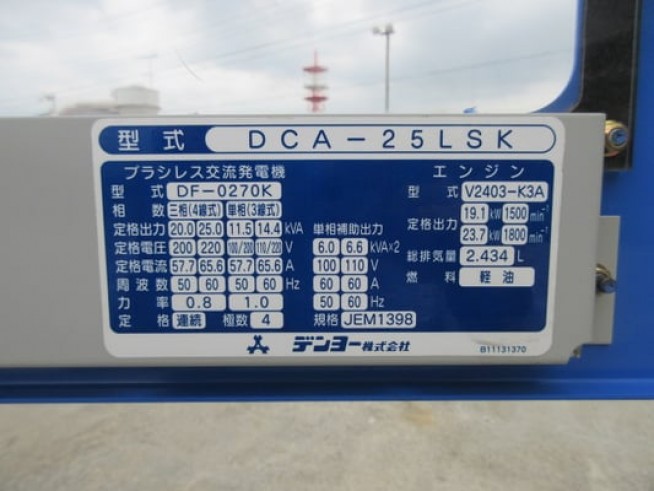 型式 DCA-25LSK
ブラシレス交流発電機
型式 DF-0270K
相数 三相(4線式) 単相(3線式)
定格出力 20.0 25.0 11.5 14.4 kVA
定格電圧 200 220 100/200 110/220 V
定格電流 57.7 65.6 57.7 65.6 A
周波数 50 60 50 60 Hz
力率 0.8 1.0
定格 連続 極数 4
単相補助出力
6.0 6.6 kVA×2
100 110 V
60 60 A
50 60 Hz
規格 JEM1398
エンジン
型式 V2403-K3A
定格出力 19.1 kW 1500 min⁻¹
23.7 kW 1800 min⁻¹
総排気量 2.434 L
燃料 軽油
デンヨー株式会社
B11131370